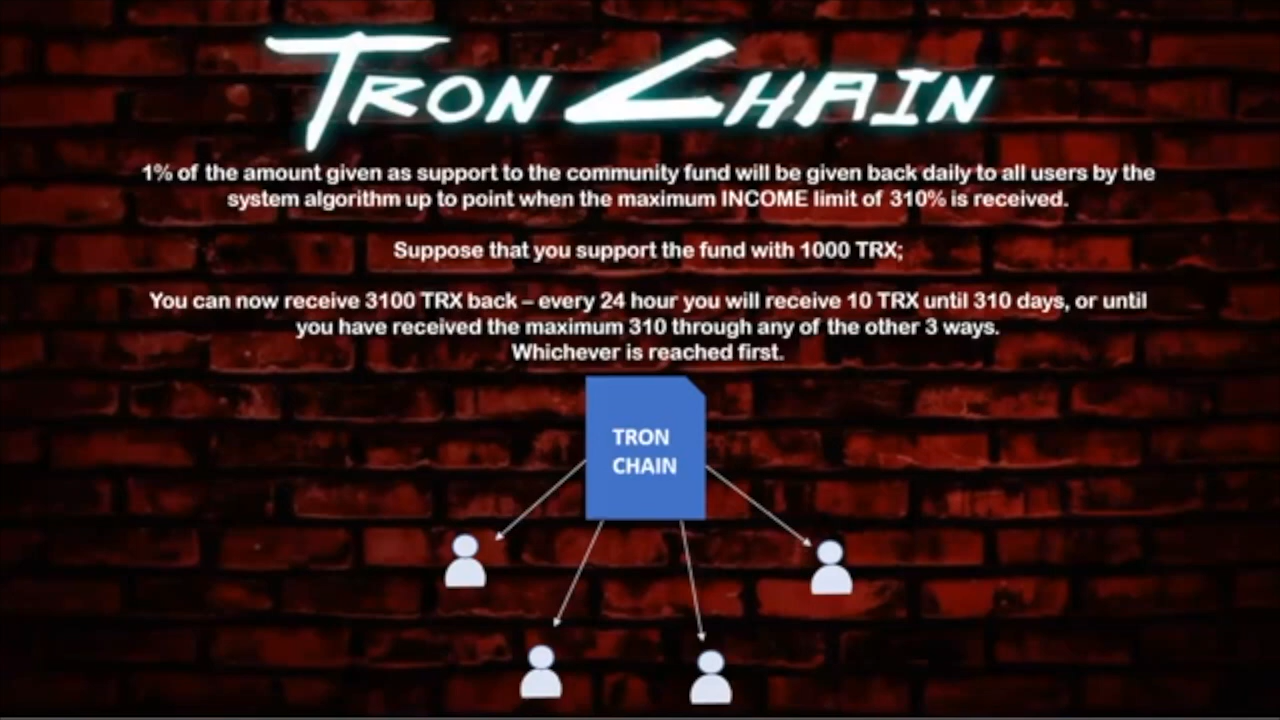 TRON CHAIN
1% of the amount given as support to the community fund will be given back daily to all users by the
system algorithm up to point when the maximum INCOME limit of 310% is received.
Suppose that you support the fund with 1000 TRX;
You can now receive 3100 TRX back – every 24 hour you will receive 10 TRX until 310 days, or until
you have received the maximum 310 through any of the other 3 ways.
Whichever is reached first.
TRON
CHAIN